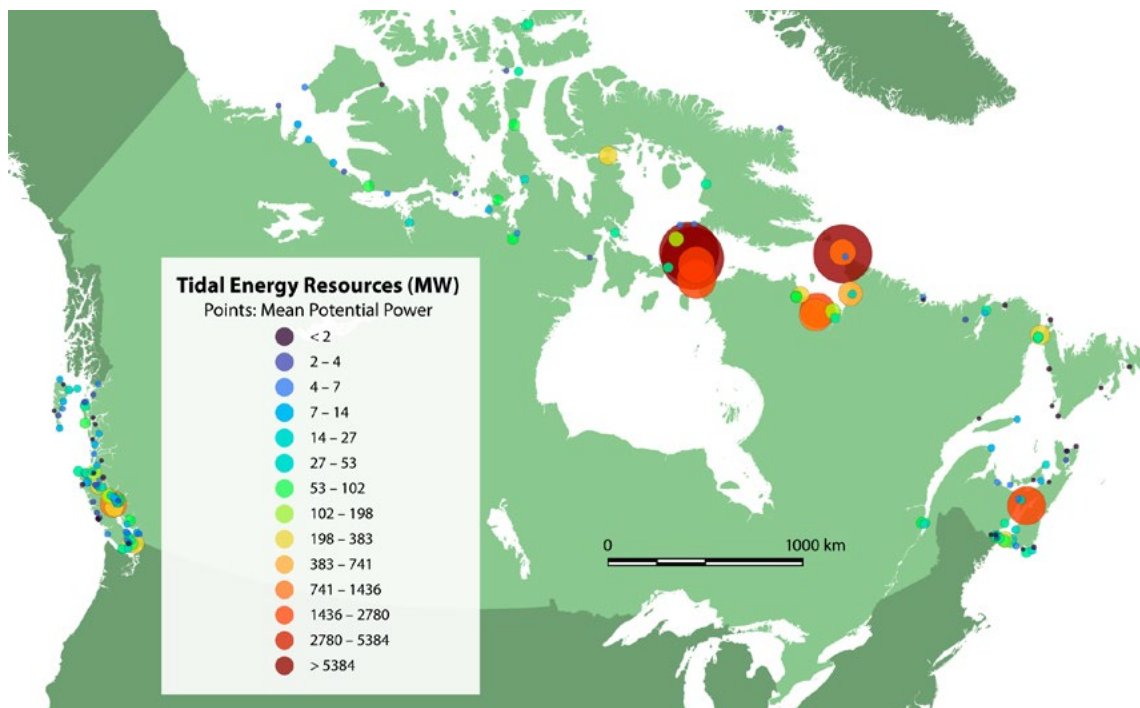 Tidal Energy Resources (MW)
Points: Mean Potential Power
< 2
2 – 4
4 – 7
7 – 14
14 – 27
27 – 53
53 – 102
102 – 198
198 – 383
383 – 741
741 – 1436
1436 – 2780
2780 – 5384
> 5384
0 1000 km